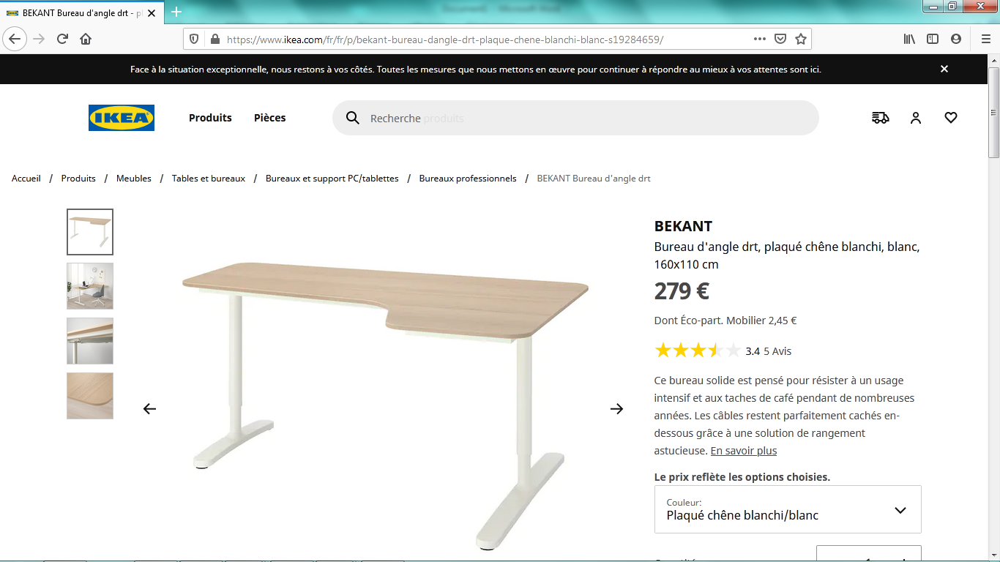 BEKANT Bureau d'angle drt - pl
https://www.ikea.com/fr/fr/p/bekant-bureau-dangle-drt-plaque-chene-blanchi-blanc-s19284659/
Face à la situation exceptionnelle, nous restons à vos côtés. Toutes les mesures que nous mettons en œuvre pour continuer à répondre au mieux à vos attentes sont ici.
IKEA
Produits Pièces
Recherche produits
Accueil / Produits / Meubles / Tables et bureaux / Bureaux et support PC/tablettes / Bureaux professionnels / BEKANT Bureau d'angle drt
BEKANT
Bureau d'angle drt, plaqué chêne blanchi, blanc,
160x110 cm
279 €
Dont Éco-part. Mobilier 2,45 €
3.4 5 Avis
Ce bureau solide est pensé pour résister à un usage
intensif et aux taches de café pendant de nombreuses
années. Les câbles restent parfaitement cachés en-
dessous grâce à une solution de rangement
astucieuse. En savoir plus
Le prix reflète les options choisies.
Couleur:
Plaqué chêne blanchi/blanc